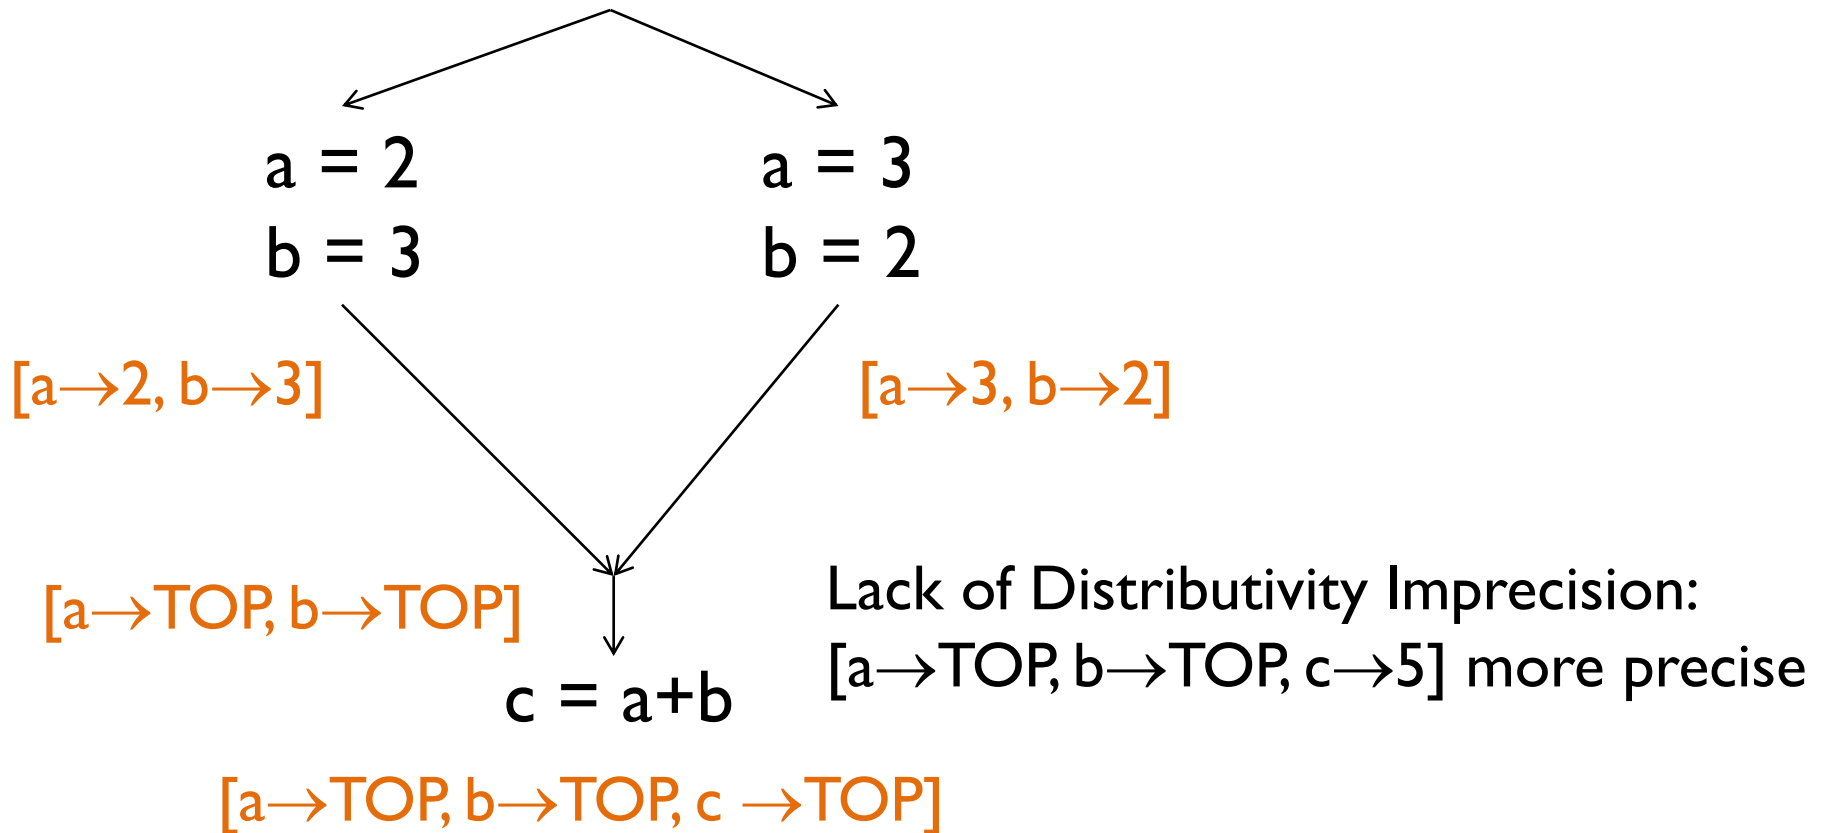 a = 2
b = 3
a = 3
b = 2
[a→2, b→3]
[a→3, b→2]
[a→TOP, b→TOP]
Lack of Distributivity Imprecision:
[a→TOP, b→TOP, c→5] more precise
c = a+b
[a→TOP, b→TOP, c →TOP]